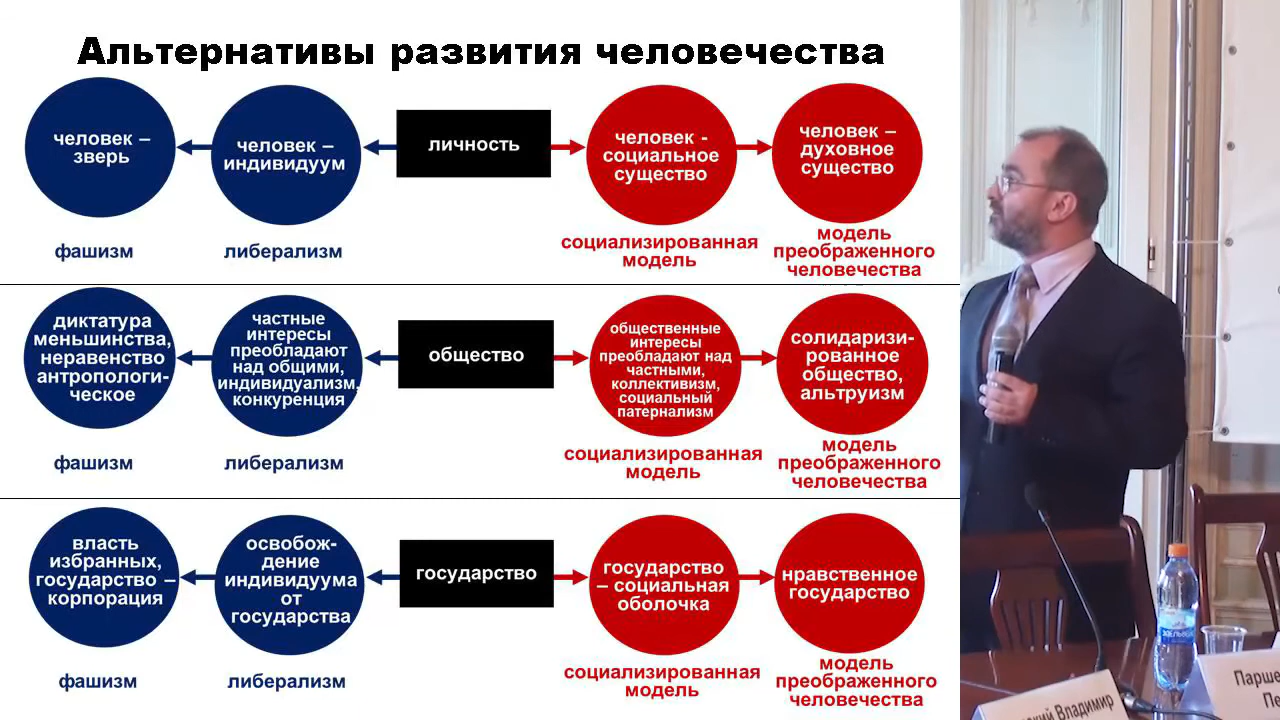 Альтернативы развития человечества
человек –
зверь
человек –
индивидуум
личность
человек -
социальное
существо
человек –
духовное
существо
фашизм
либерализм
социализированная
модель
модель
преображенного
человечества
диктатура
меньшинства,
неравенство
антропологи-
ческое
частные
интересы
преобладают
над общими,
индивидуализм,
конкуренция
общество
общественные
интересы
преобладают над
частными,
коллективизм,
социальный
патернализм
солидаризи-
рованное
общество,
альтруизм
фашизм
либерализм
социализированная
модель
модель
преображенного
человечества
власть
избранных,
государство –
корпорация
освобож-
дение
индивидуума
от
государства
государство
государство
– социальная
оболочка
нравственное
государство
фашизм
либерализм
социализированная
модель
модель
преображенного
человечества
Владимир